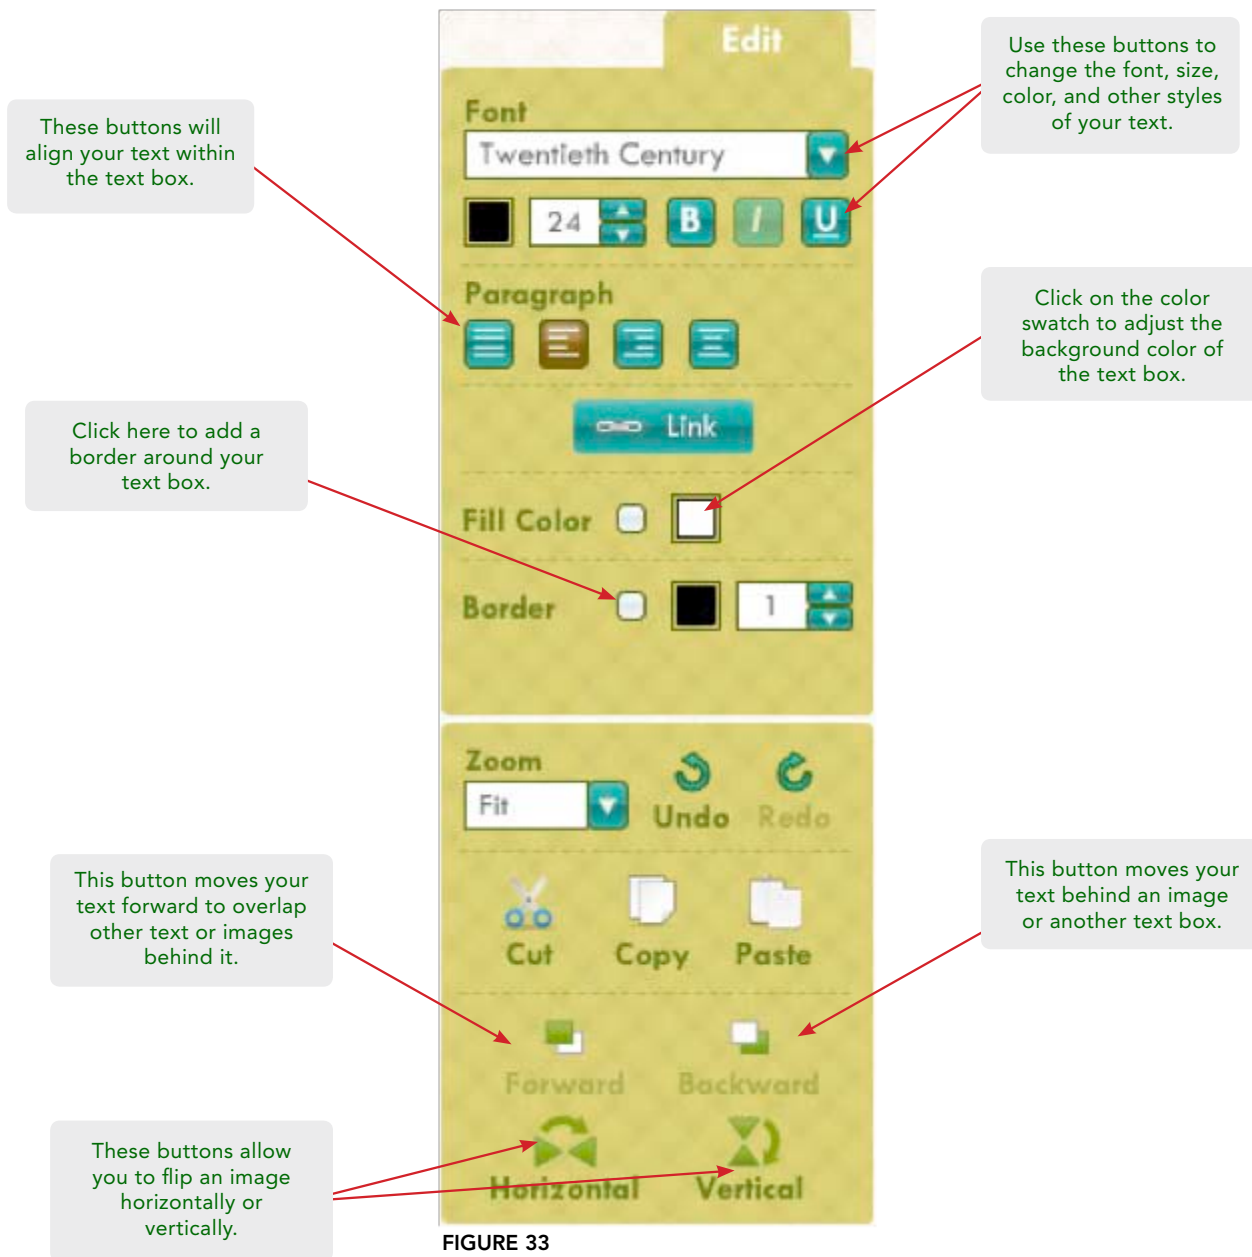 Edit
Use these buttons to
change the font, size,
color, and other styles
of your text.
These buttons will
align your text within
the text box.
Font
Twentieth Century
24
B
I
U
Paragraph
Click on the color
swatch to adjust the
background color of
the text box.
Link
Click here to add a
border around your
text box.
Fill Color
Border
1
Zoom
Fit
Undo
Redo
This button moves your
text forward to overlap
other text or images
behind it.
This button moves your
text behind an image
or another text box.
Cut
Copy
Paste
Forward
Backward
These buttons allow
you to flip an image
horizontally or
vertically.
Horizontal
Vertical
FIGURE 33